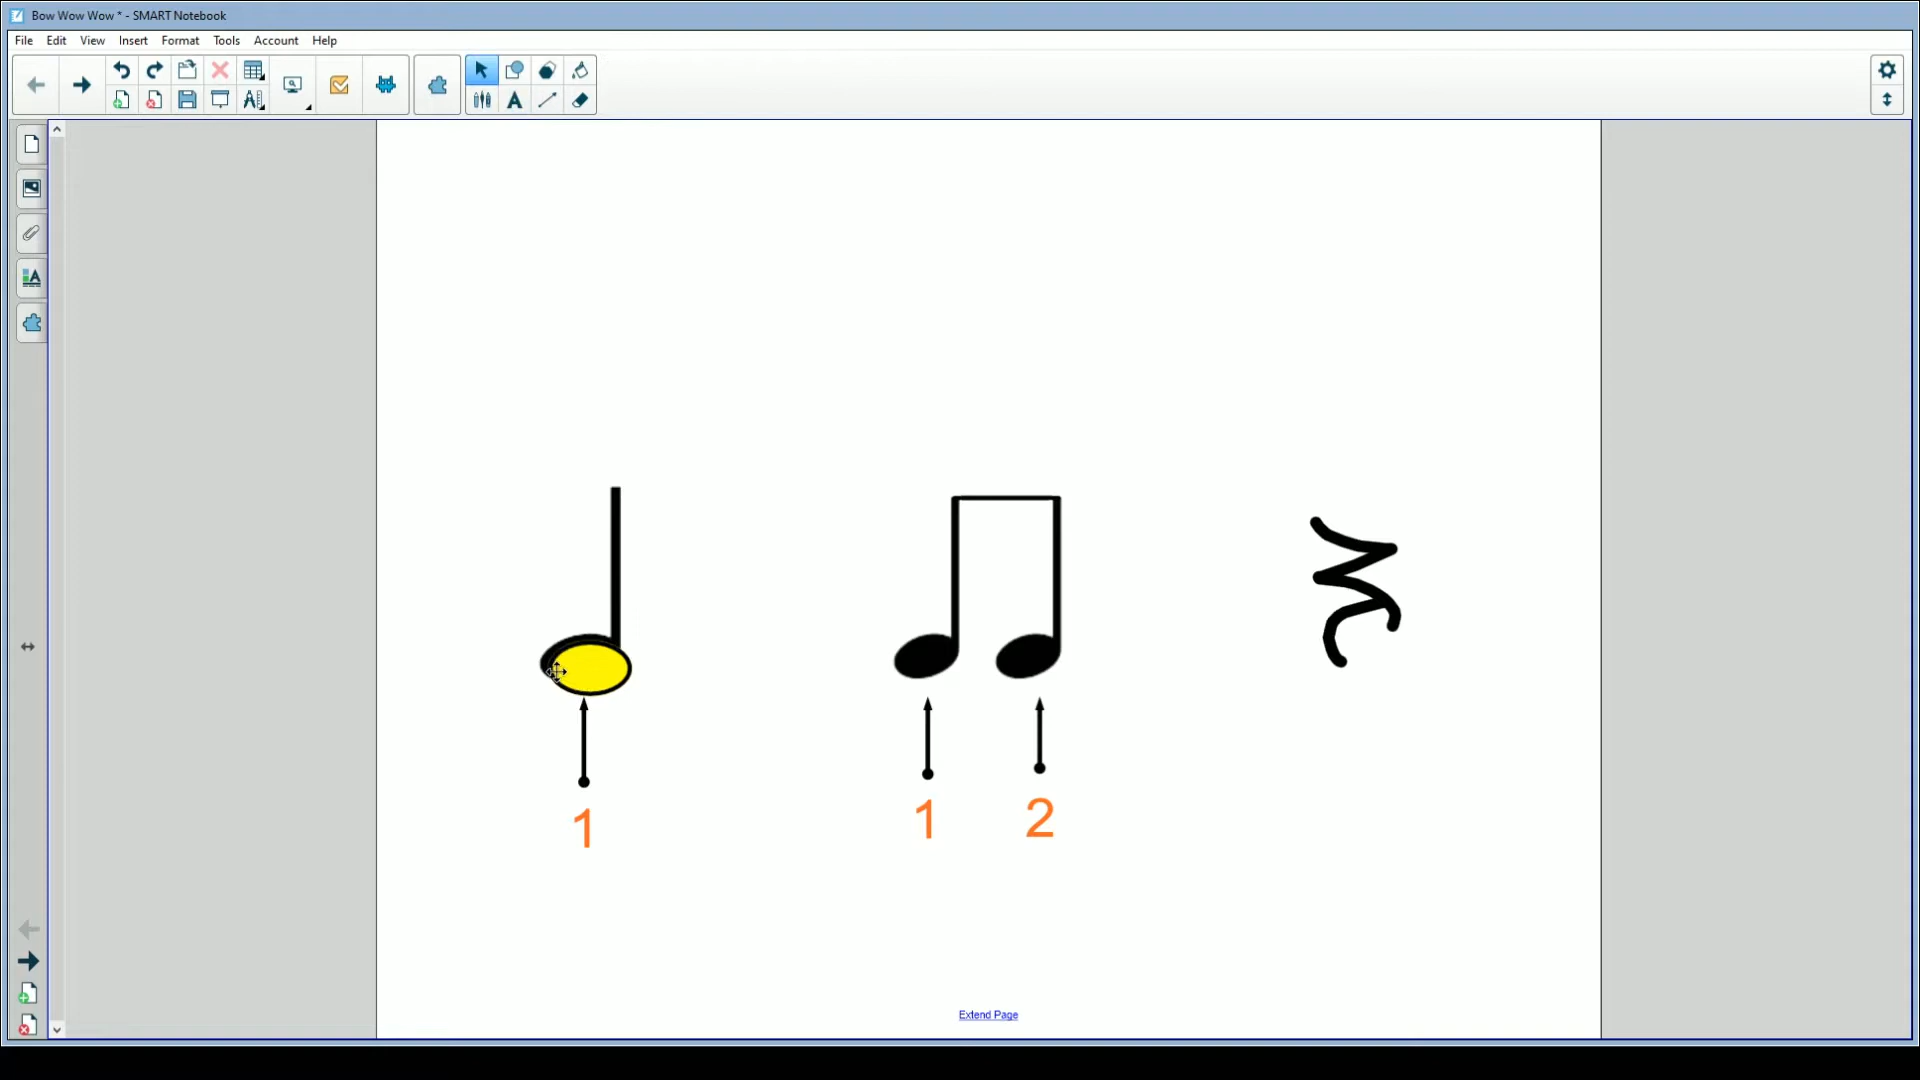 Bow Wow Wow * - SMART Notebook
File Edit View Insert Format Tools Account Help
1 1 2
Extend Page